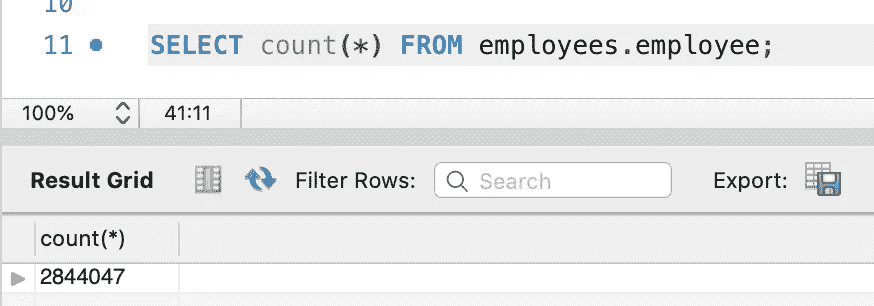 10
11 SELECT count(*) FROM employees.employee;
100% 41:11
Result Grid Filter Rows: Search Export:
count(*)
2844047